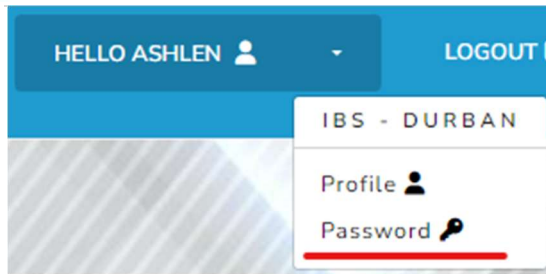 HELLO ASHLEN
LOGOUT
IBS - DURBAN
Profile
Password